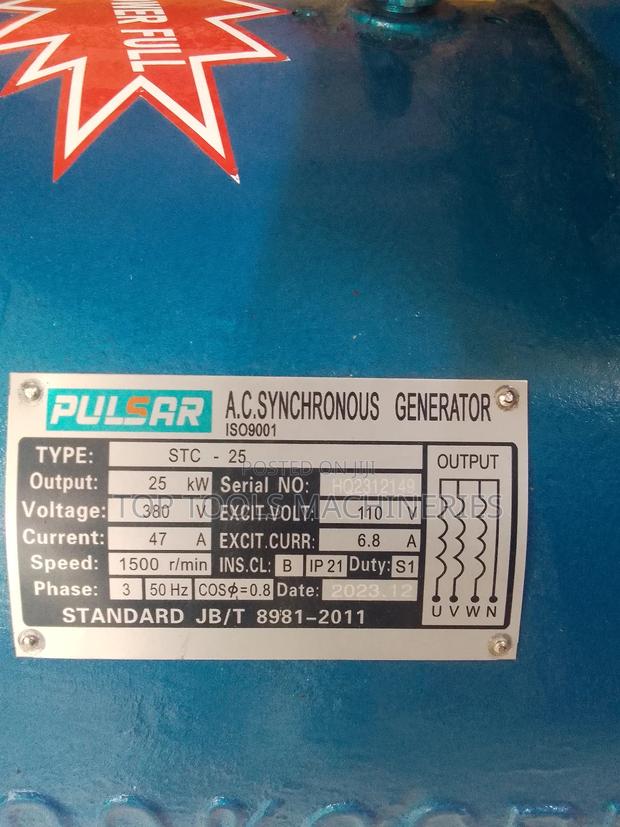 POWER FULL
PULSAR A.C.SYNCHRONOUS GENERATOR
ISO9001
TYPE: STC - 25 OUTPUT
Output: 25 kW Serial NO: HQ2312149
Voltage: 380 V EXCIT.VOLT: 110 V
Current: 47 A EXCIT.CURR: 6.8 A
Speed: 1500 r/min INS.CL: B IP 21 Duty: S1
Phase: 3 50 Hz COSϕ=0.8 Date: 2023.12
U V W N
STANDARD JB/T 8981-2011
POSTED ON JIJI
TOP TOOLS MACHINERIES